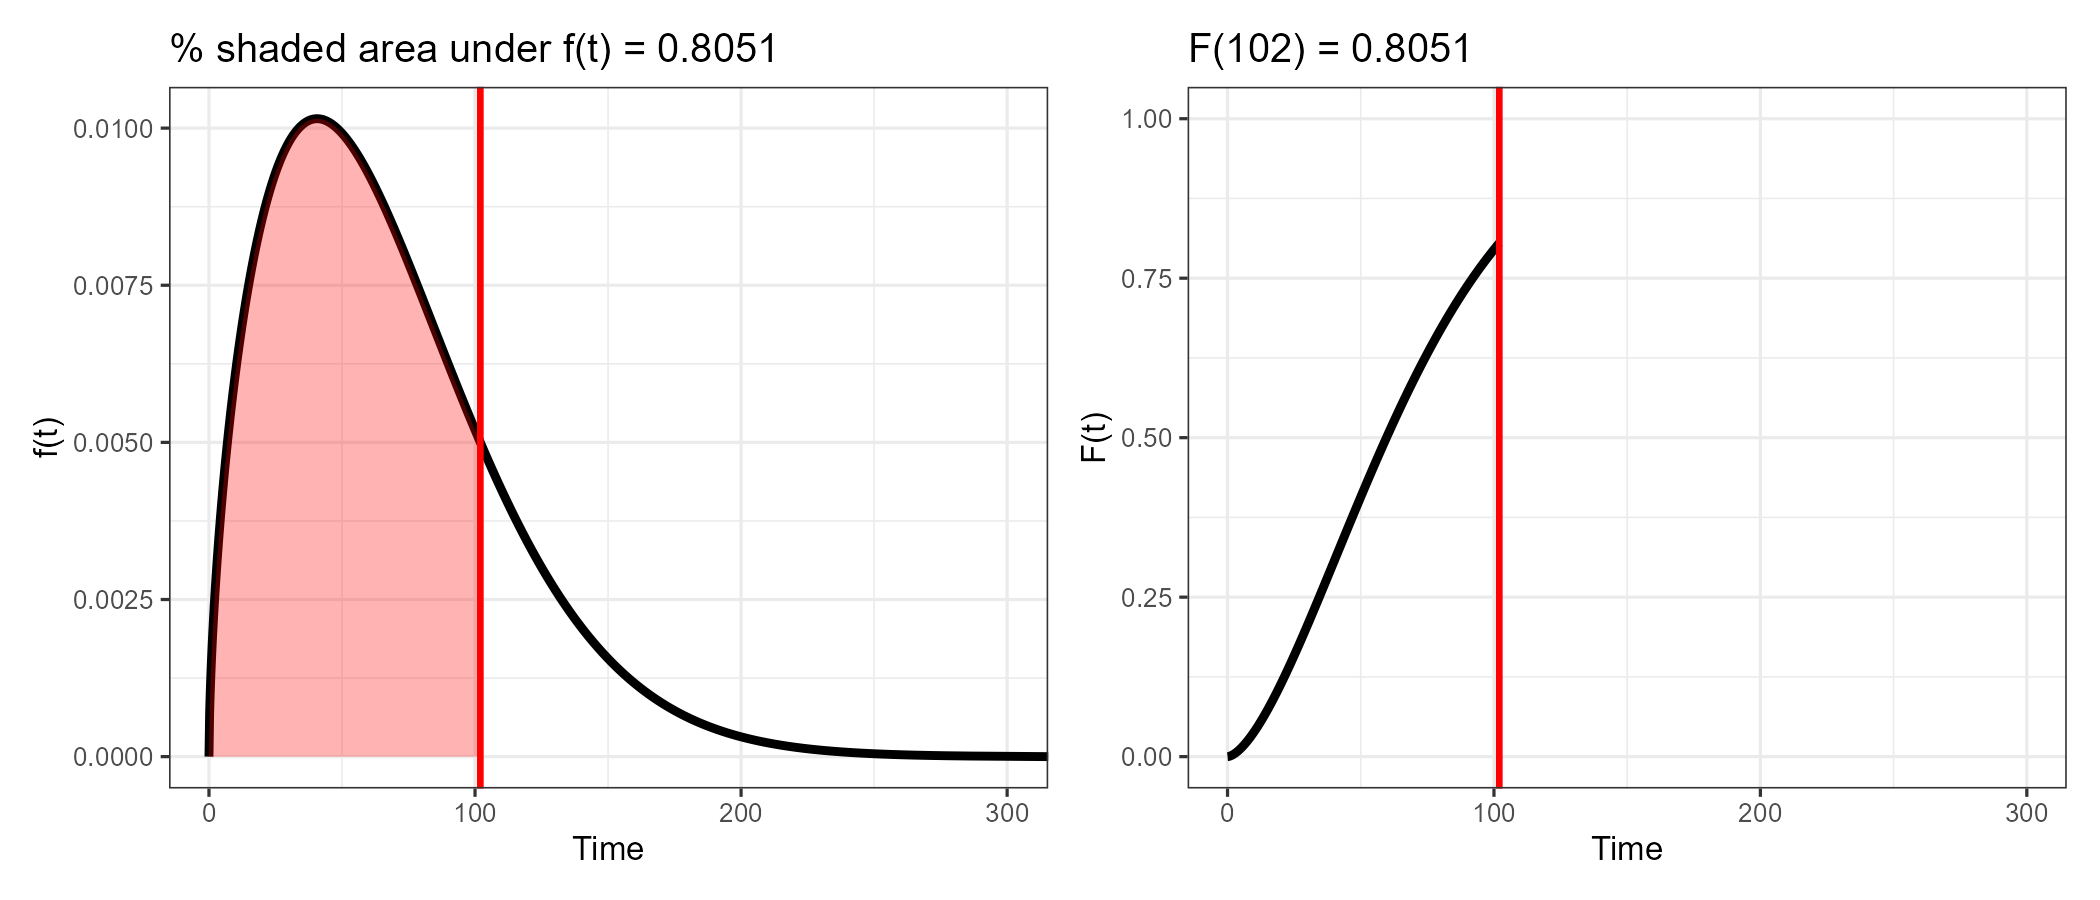 % shaded area under f(t) = 0.8051
f(t)
0.0100
0.0075
0.0050
0.0025
0.0000
0 100 200 300
Time
F(102) = 0.8051
F(t)
1.00
0.75
0.50
0.25
0.00
0 100 200 300
Time